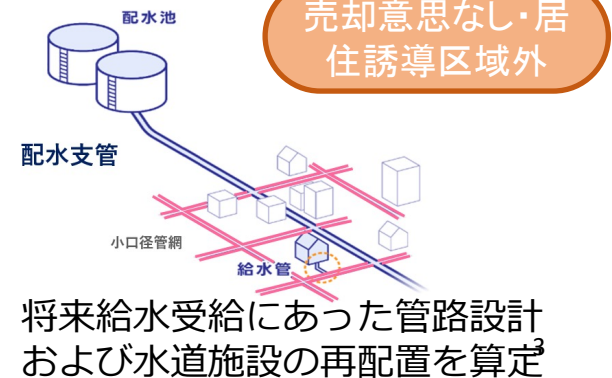 売却意思なし・居
住誘導区域外
配水池
配水支管
小口径管網
給水管
将来給水受給にあった管路設計
および水道施設の再配置を算定
3